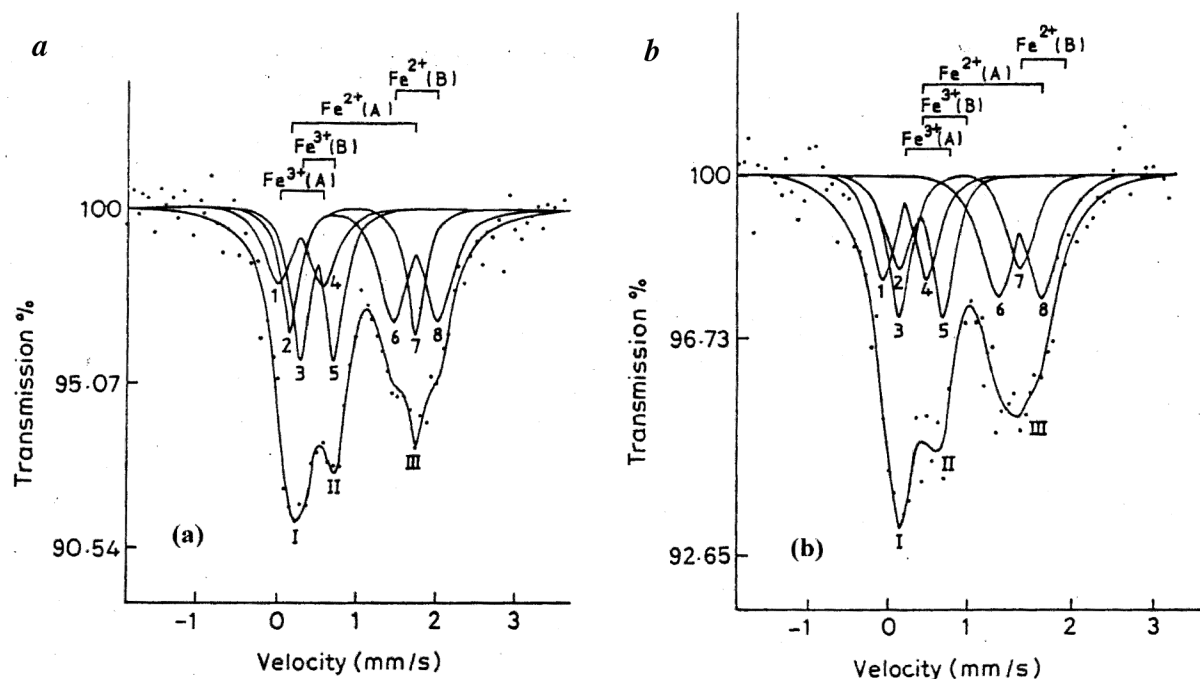 a
Fe2+(B)
Fe2+(A)
Fe3+(B)
Fe3+(A)
100
95.07
90.54
Transmission %
1
2
3
4
5
6
7
8
I
II
III
(a)
-1
0
1
2
3
Velocity (mm/s)
b
Fe2+(B)
Fe2+(A)
Fe3+(B)
Fe3+(A)
100
96.73
92.65
Transmission %
1
2
3
4
5
6
7
8
I
II
III
(b)
-1
0
1
2
3
Velocity (mm/s)